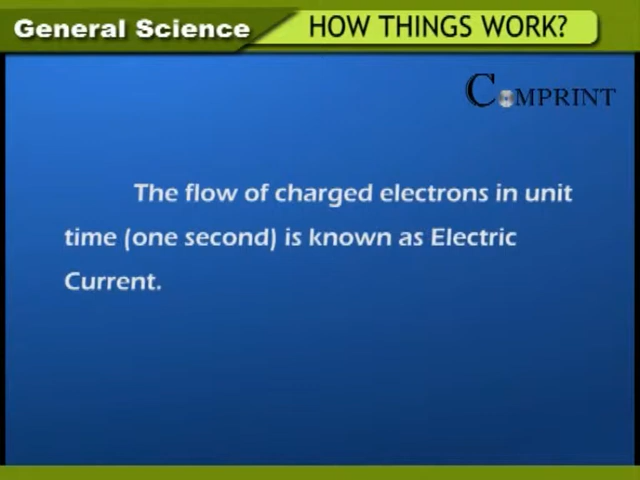 General Science
HOW THINGS WORK?
COMPRINT
The flow of charged electrons in unit
time (one second) is known as Electric
Current.